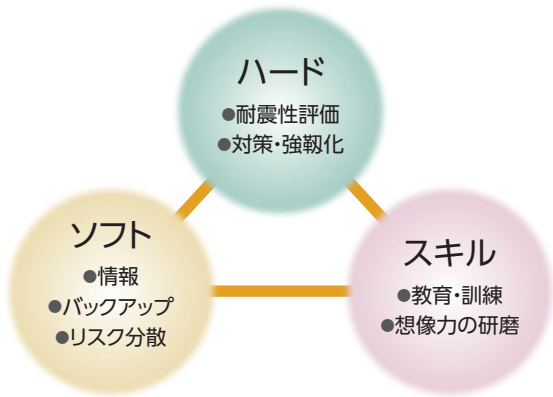 ハード
●耐震性評価
●対策・強靱化
ソフト
●情報
●バックアップ
●リスク分散
スキル
●教育・訓練
●想像力の研磨